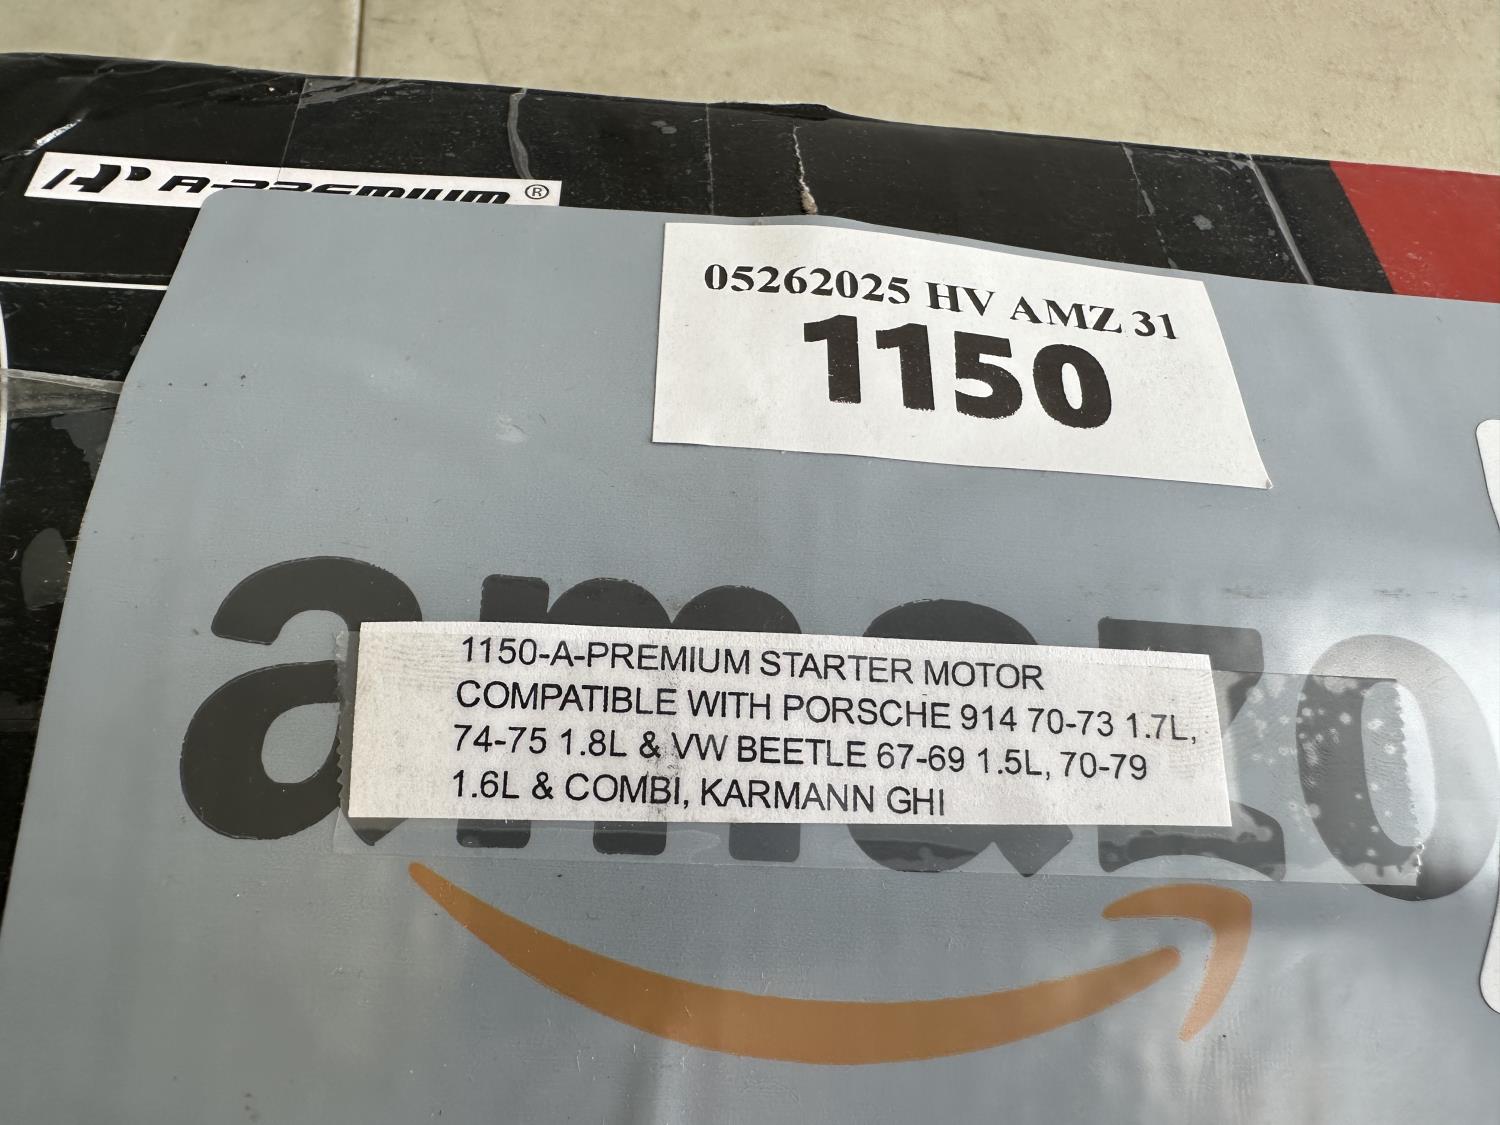 A-PREMIUM®
05262025 HV AMZ 31
1150
amazo
1150-A-PREMIUM STARTER MOTOR
COMPATIBLE WITH PORSCHE 914 70-73 1.7L,
74-75 1.8L & VW BEETLE 67-69 1.5L, 70-79
1.6L & COMBI, KARMANN GHI